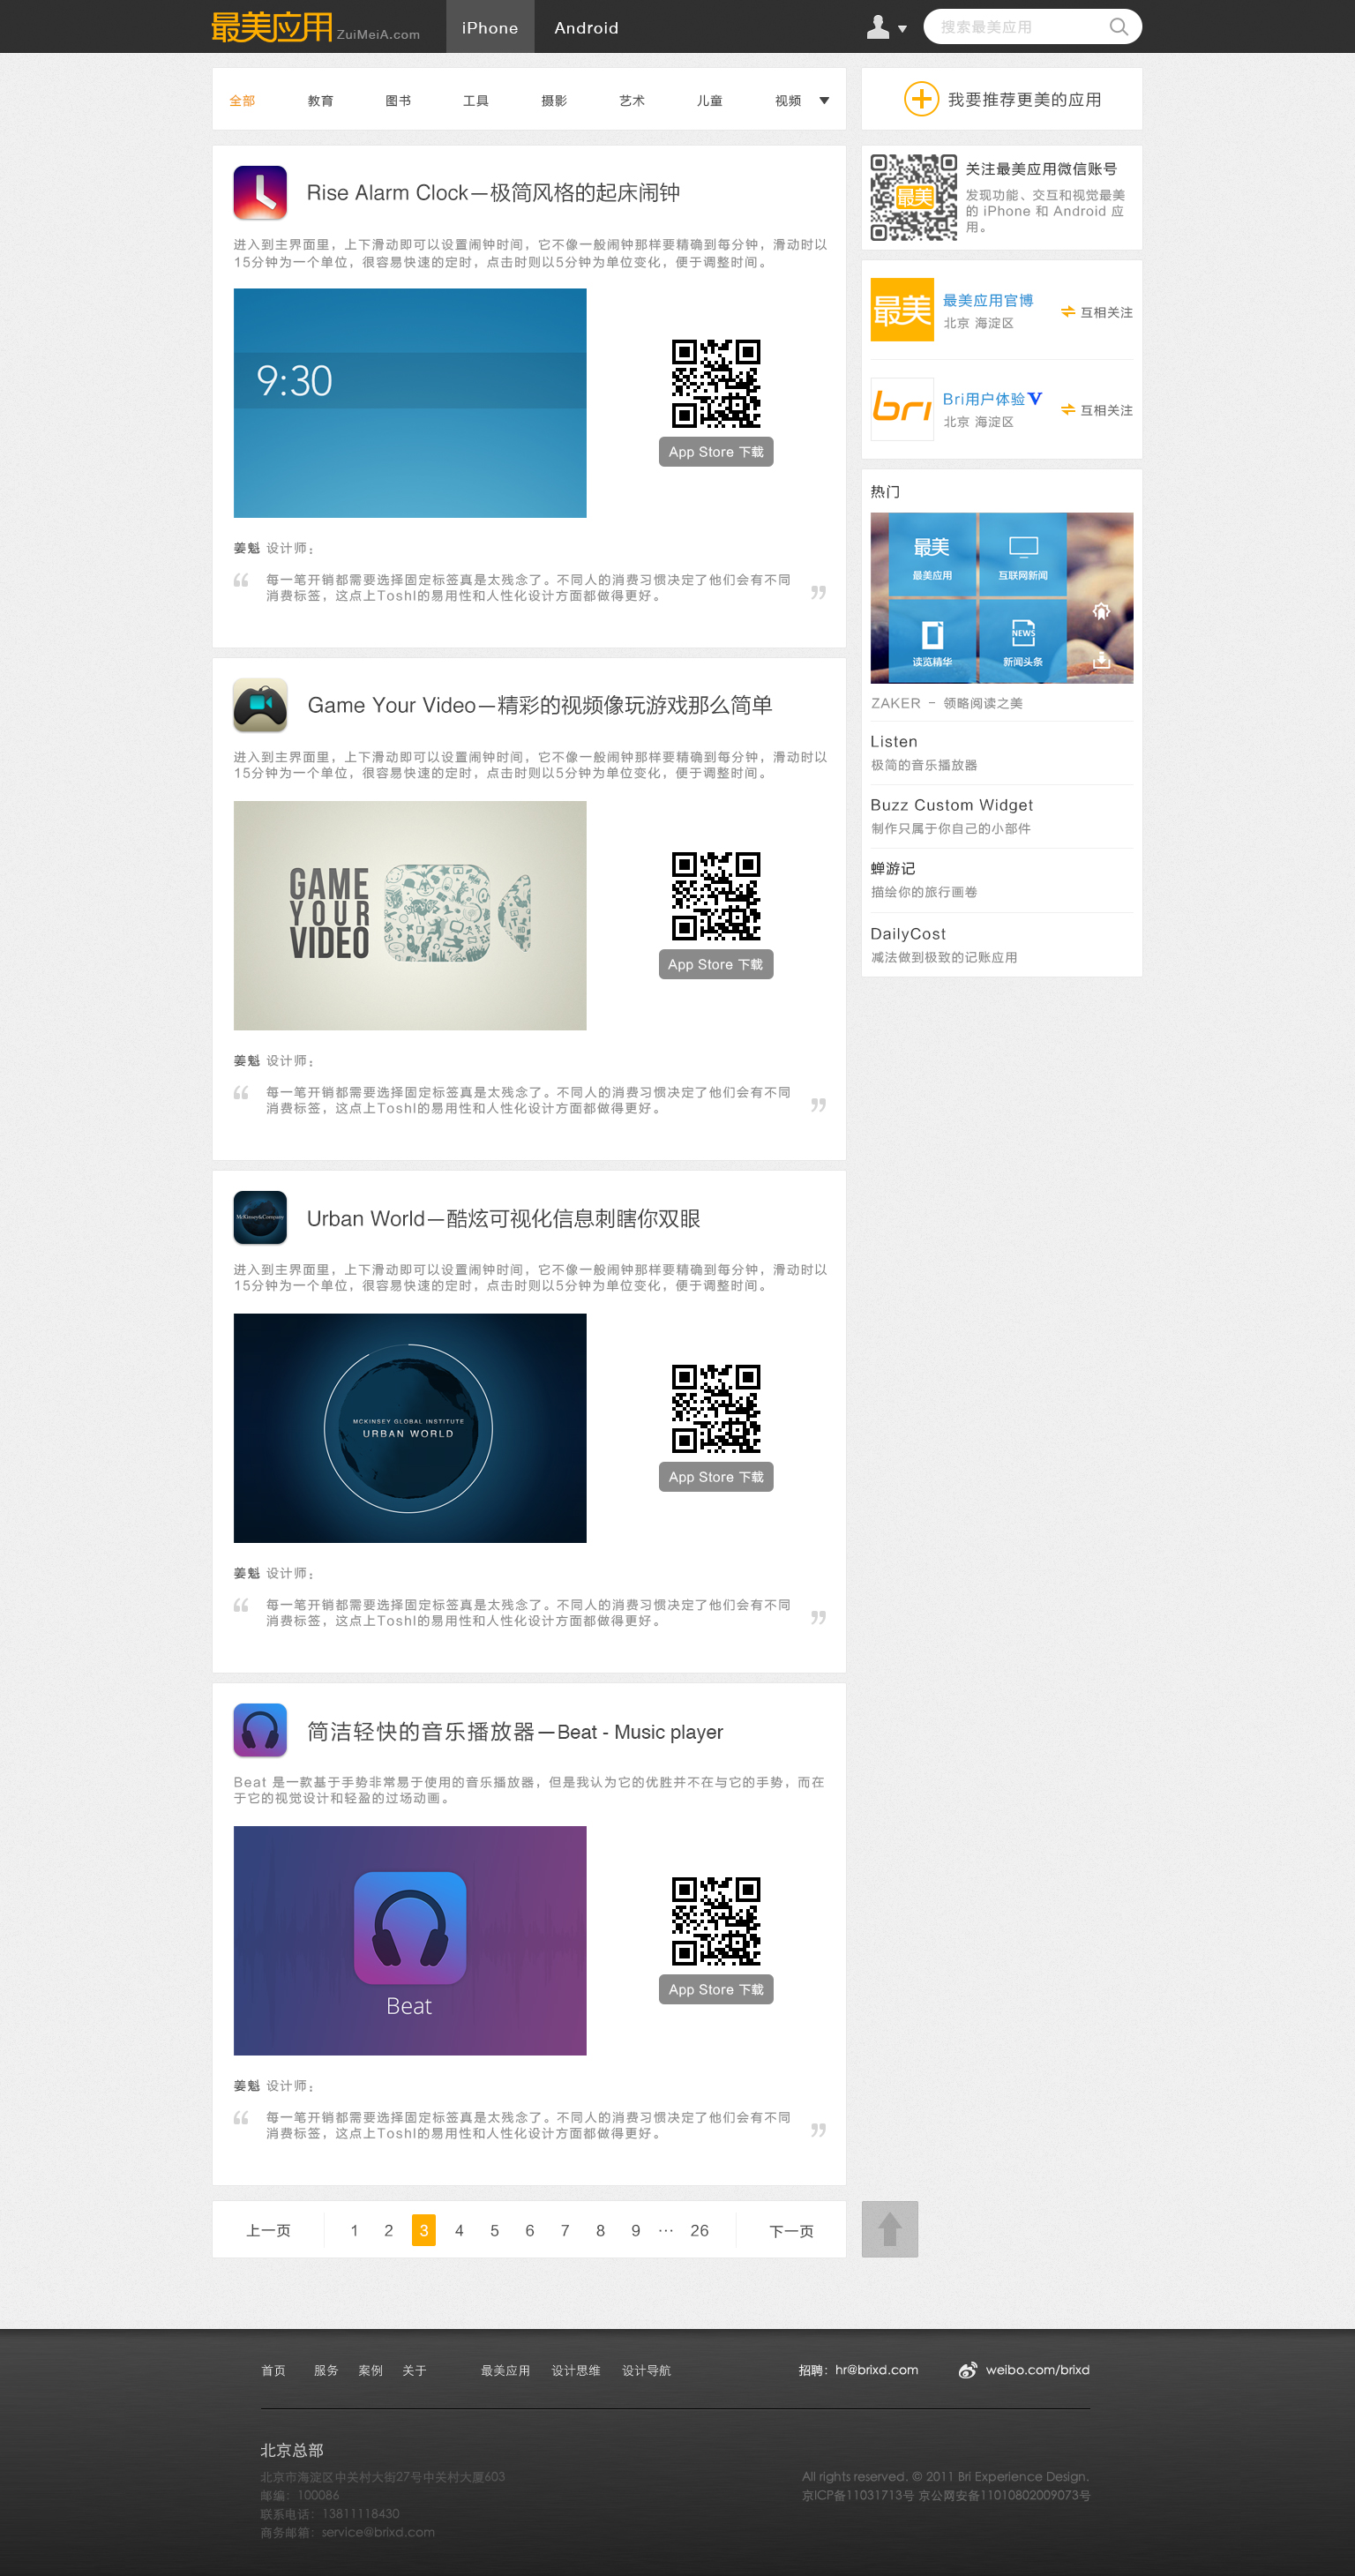 最美应用 ZuiMeiA.com
iPhone
Android
搜索最美应用
全部 教育 图书 工具 摄影 艺术 儿童 视频
我要推荐更美的应用
Rise Alarm Clock—极简风格的起床闹钟
进入到主界面里，上下滑动即可以设置闹钟时间，它不像一般闹钟那样要精确到每分钟，滑动时以
15分钟为一个单位，很容易快速的定时，点击时则以5分钟为单位变化，便于调整时间。
9:30
App Store 下载
姜魁 设计师：
“ 每一笔开销都需要选择固定标签真是太残念了。不同人的消费习惯决定了他们会有不同
消费标签，这点上Toshl的易用性和人性化设计方面都做得更好。 ”
Game Your Video—精彩的视频像玩游戏那么简单
进入到主界面里，上下滑动即可以设置闹钟时间，它不像一般闹钟那样要精确到每分钟，滑动时以
15分钟为一个单位，很容易快速的定时，点击时则以5分钟为单位变化，便于调整时间。
GAME
YOUR
VIDEO
App Store 下载
姜魁 设计师：
“ 每一笔开销都需要选择固定标签真是太残念了。不同人的消费习惯决定了他们会有不同
消费标签，这点上Toshl的易用性和人性化设计方面都做得更好。 ”
McKinsey&Company
Urban World—酷炫可视化信息刺瞎你双眼
进入到主界面里，上下滑动即可以设置闹钟时间，它不像一般闹钟那样要精确到每分钟，滑动时以
15分钟为一个单位，很容易快速的定时，点击时则以5分钟为单位变化，便于调整时间。
MCKINSEY GLOBAL INSTITUTE
URBAN WORLD
App Store 下载
姜魁 设计师：
“ 每一笔开销都需要选择固定标签真是太残念了。不同人的消费习惯决定了他们会有不同
消费标签，这点上Toshl的易用性和人性化设计方面都做得更好。 ”
简洁轻快的音乐播放器—Beat - Music player
Beat 是一款基于手势非常易于使用的音乐播放器，但是我认为它的优胜并不在与它的手势，而在
于它的视觉设计和轻盈的过场动画。
Beat
App Store 下载
姜魁 设计师：
“ 每一笔开销都需要选择固定标签真是太残念了。不同人的消费习惯决定了他们会有不同
消费标签，这点上Toshl的易用性和人性化设计方面都做得更好。 ”
上一页 1 2 3 4 5 6 7 8 9 ··· 26 下一页
最美
关注最美应用微信账号
发现功能、交互和视觉最美
的 iPhone 和 Android 应
用。
最美
最美应用官博
北京 海淀区
互相关注
bri
Bri用户体验V
北京 海淀区
互相关注
热门
最美
最美应用
互联网新闻
读览精华
NEWS
新闻头条
ZAKER - 领略阅读之美
Listen
极简的音乐播放器
Buzz Custom Widget
制作只属于你自己的小部件
蝉游记
描绘你的旅行画卷
DailyCost
减法做到极致的记账应用
首页 服务 案例 关于 最美应用 设计思维 设计导航
招聘：hr@brixd.com
weibo.com/brixd
北京总部
北京市海淀区中关村大街27号中关村大厦603
邮编：100086
联系电话：13811118430
商务邮箱：service@brixd.com
All rights reserved. © 2011 Bri Experience Design.
京ICP备11031713号 京公网安备11010802009073号